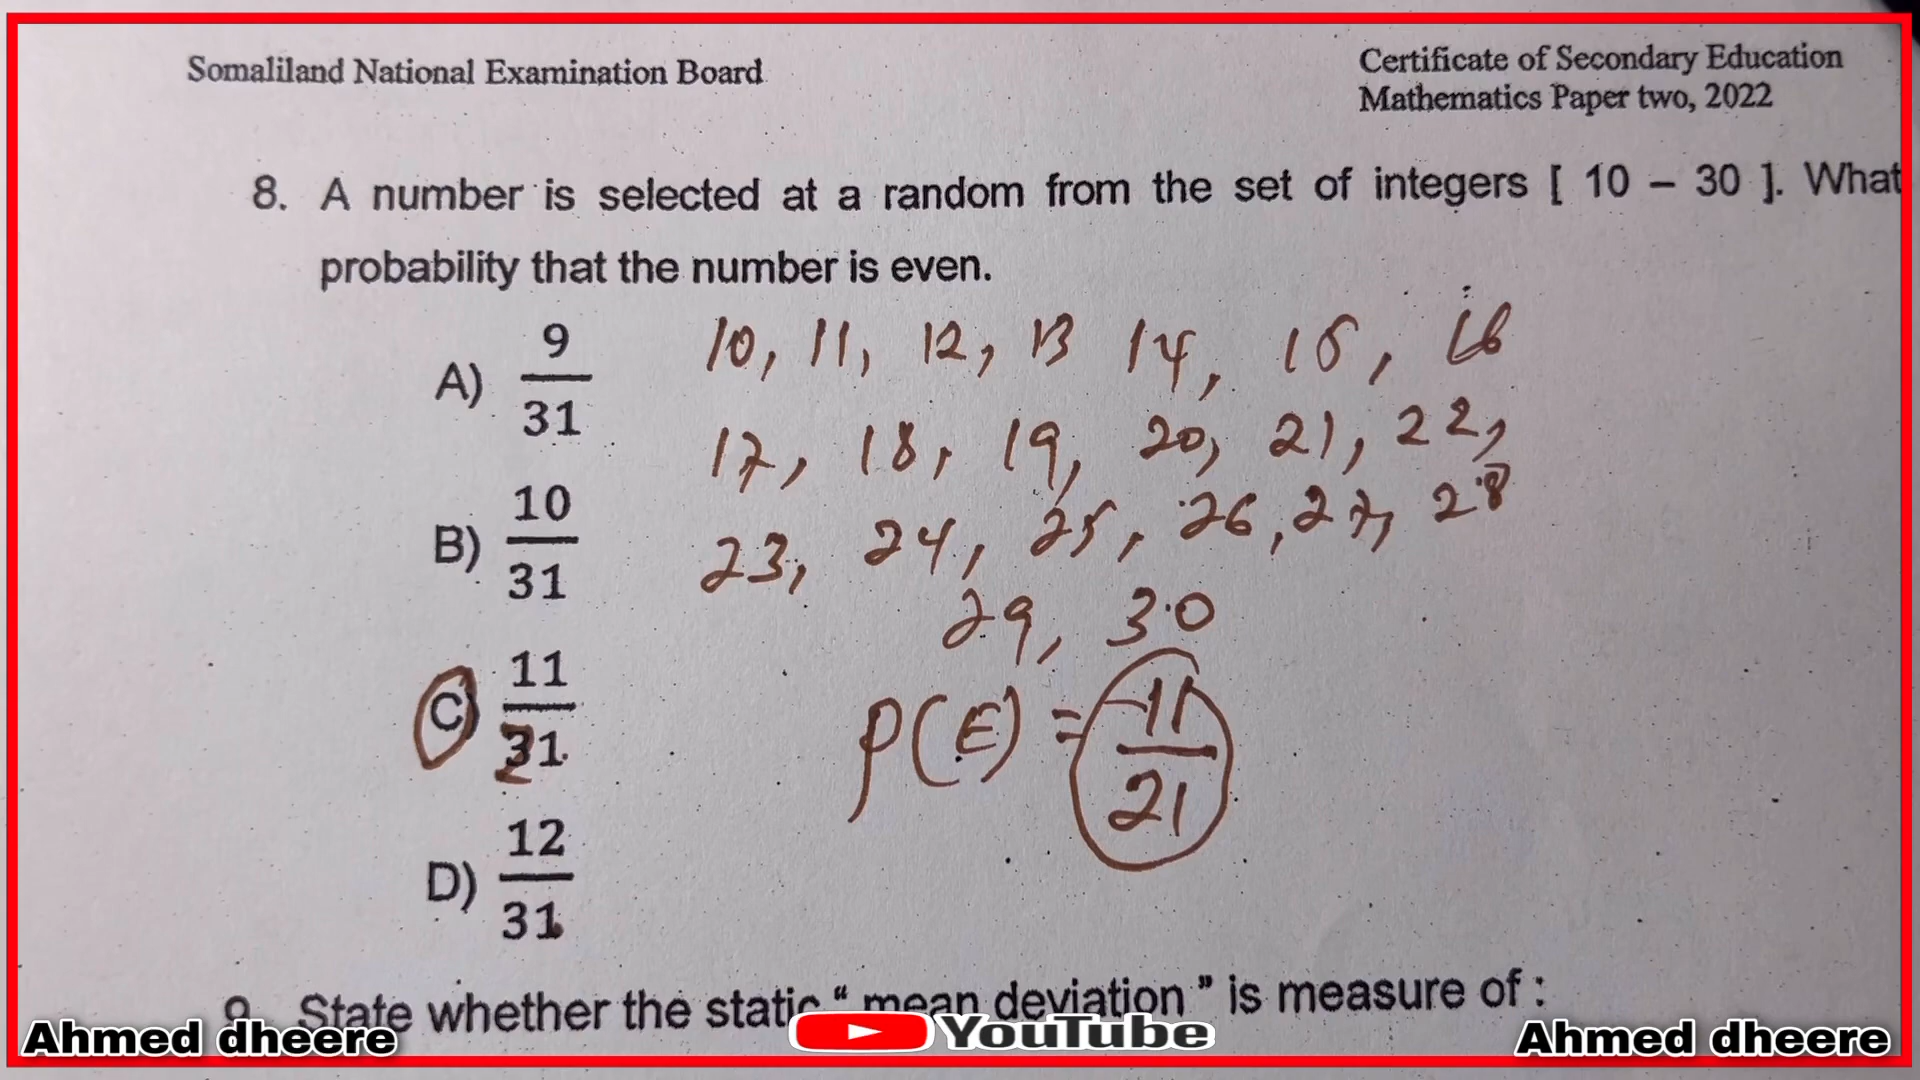 Somaliland National Examination Board
Certificate of Secondary Education
Mathematics Paper two, 2022
8. A number is selected at a random from the set of integers [ 10 – 30 ]. What
probability that the number is even.
A) 9/31
B) 10/31
C) 11/21
D) 12/31
10, 11, 12, 13 14, 15, 16
17, 18, 19, 20, 21, 22,
23, 24, 25, 26, 27, 28
29, 30
P(E) = 11/21
9. State whether the static “ mean deviation ” is measure of :
Ahmed dheere
YouTube
Ahmed dheere